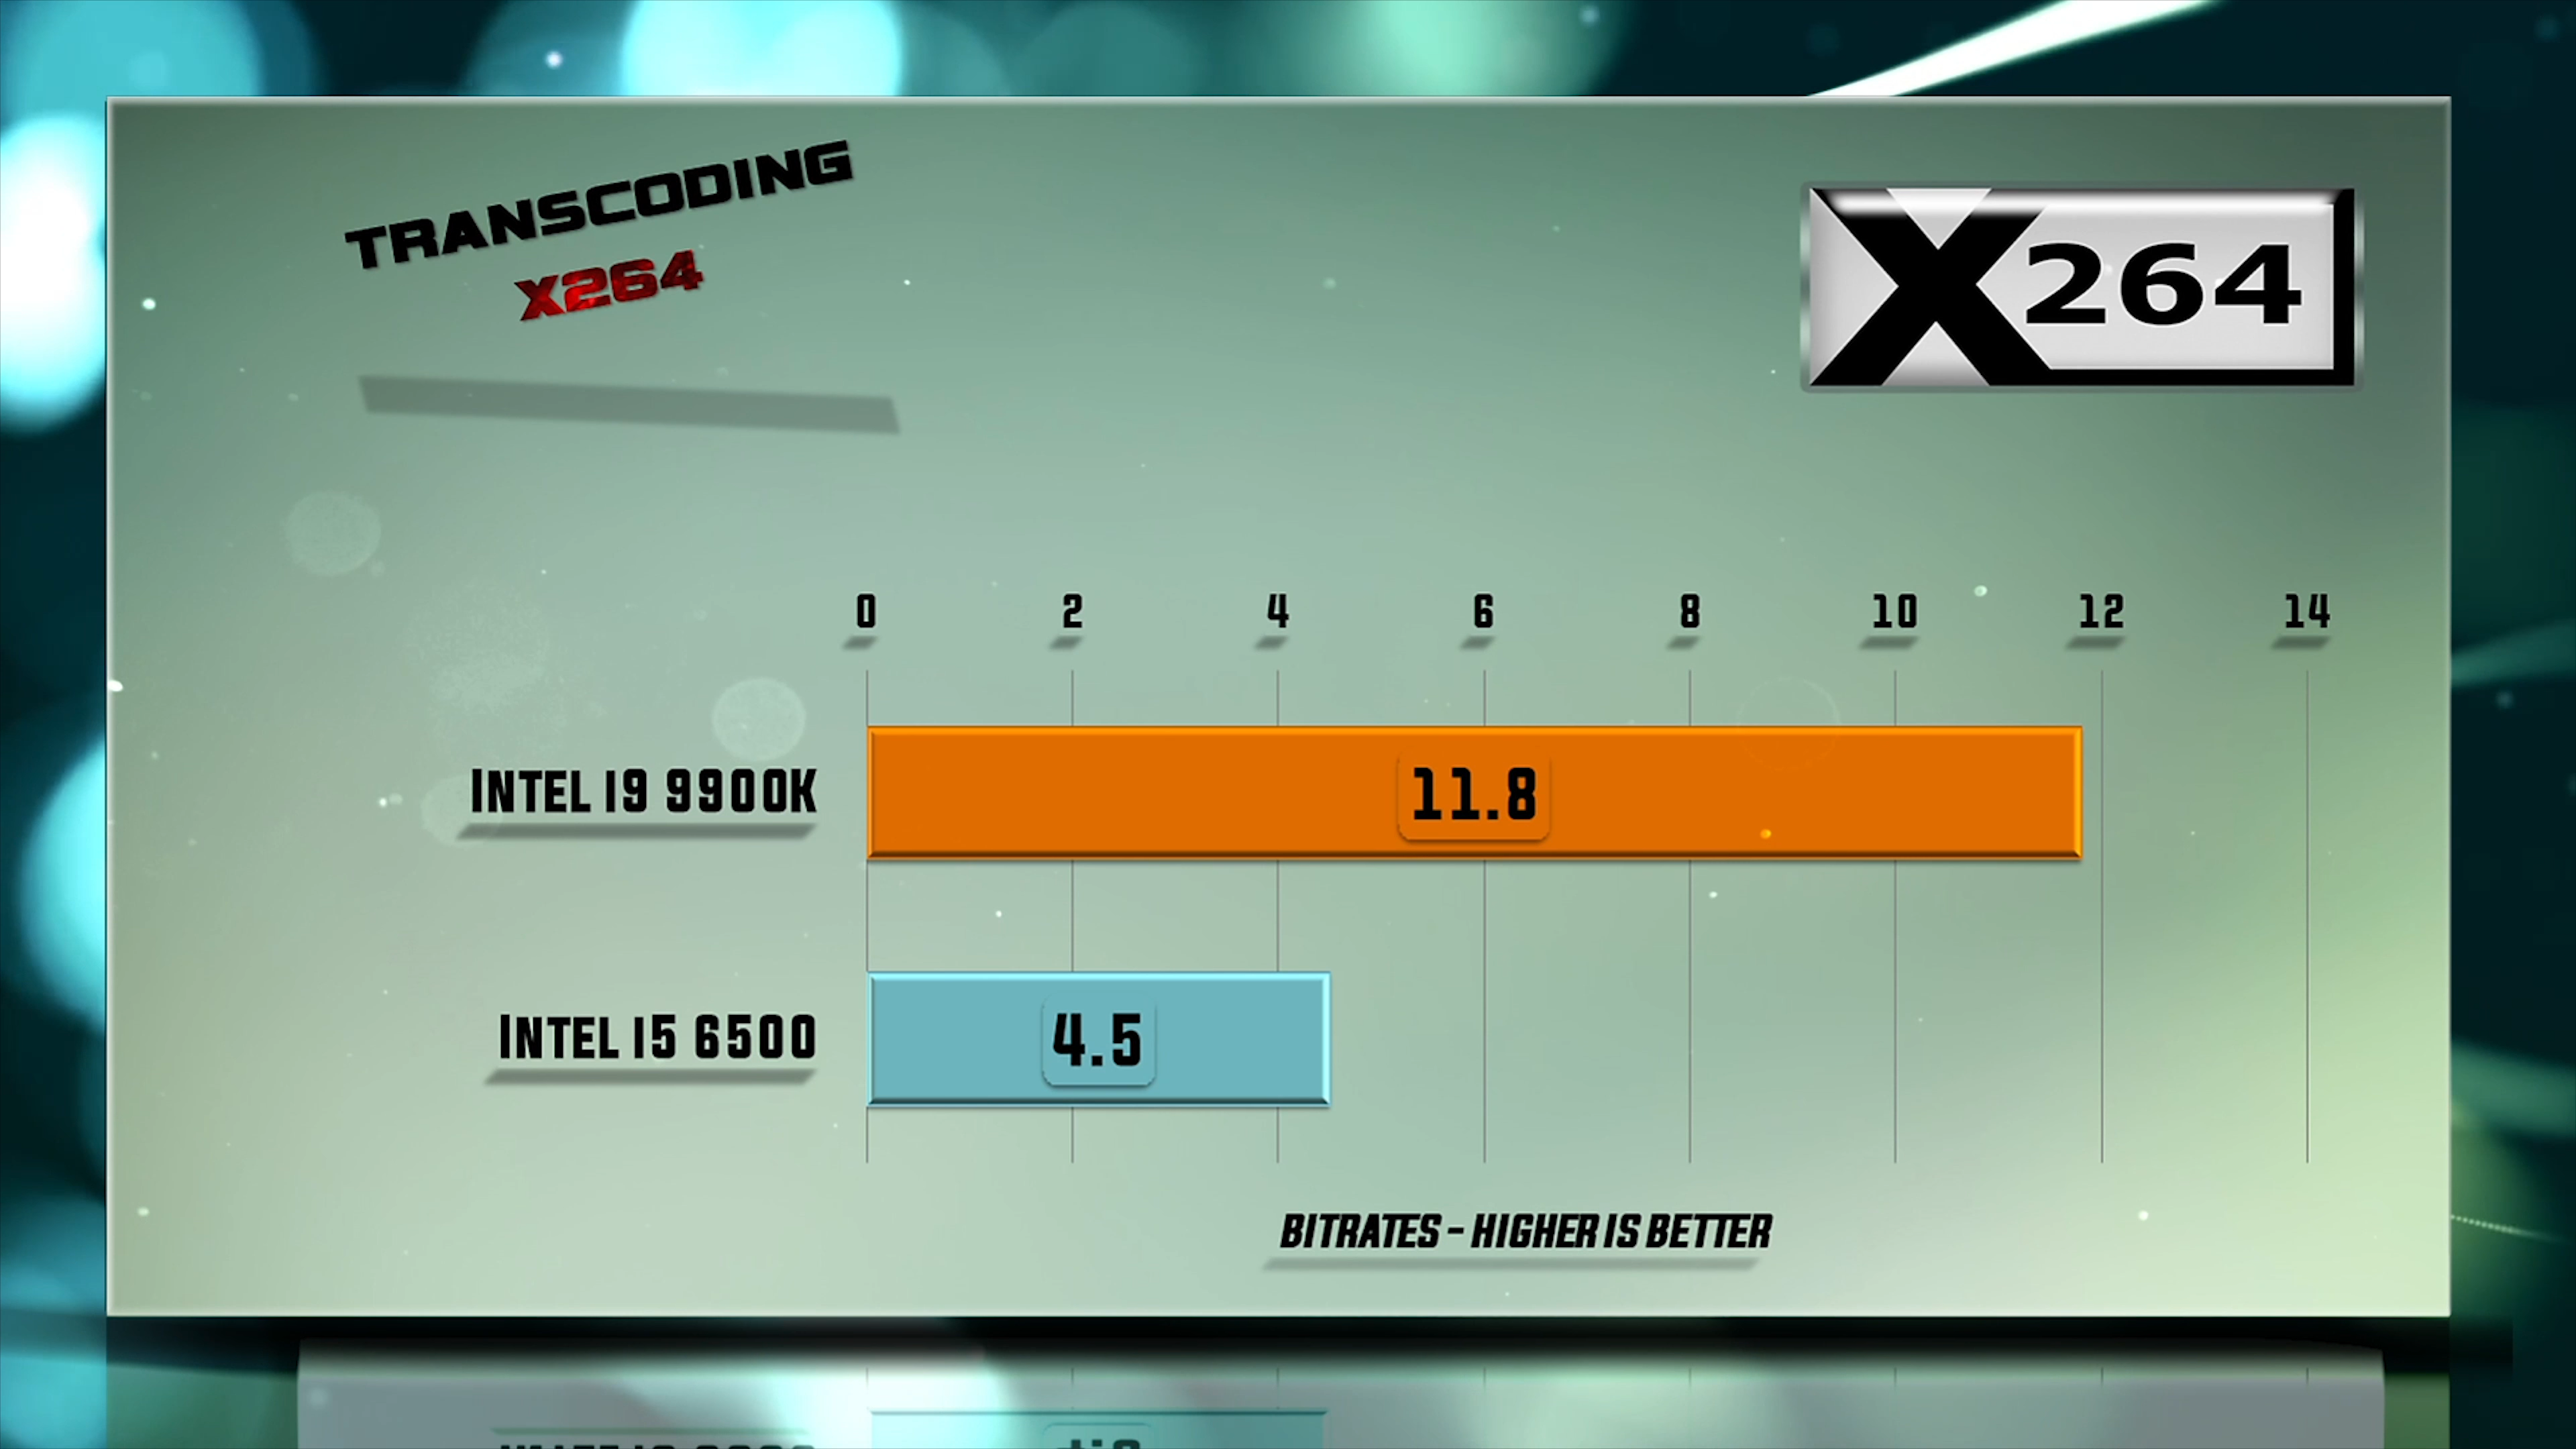 TRANSCODING
X264
X264
0 2 4 6 8 10 12 14
INTEL I9 9900K 11.8
INTEL I5 6500 4.5
BITRATES - HIGHER IS BETTER